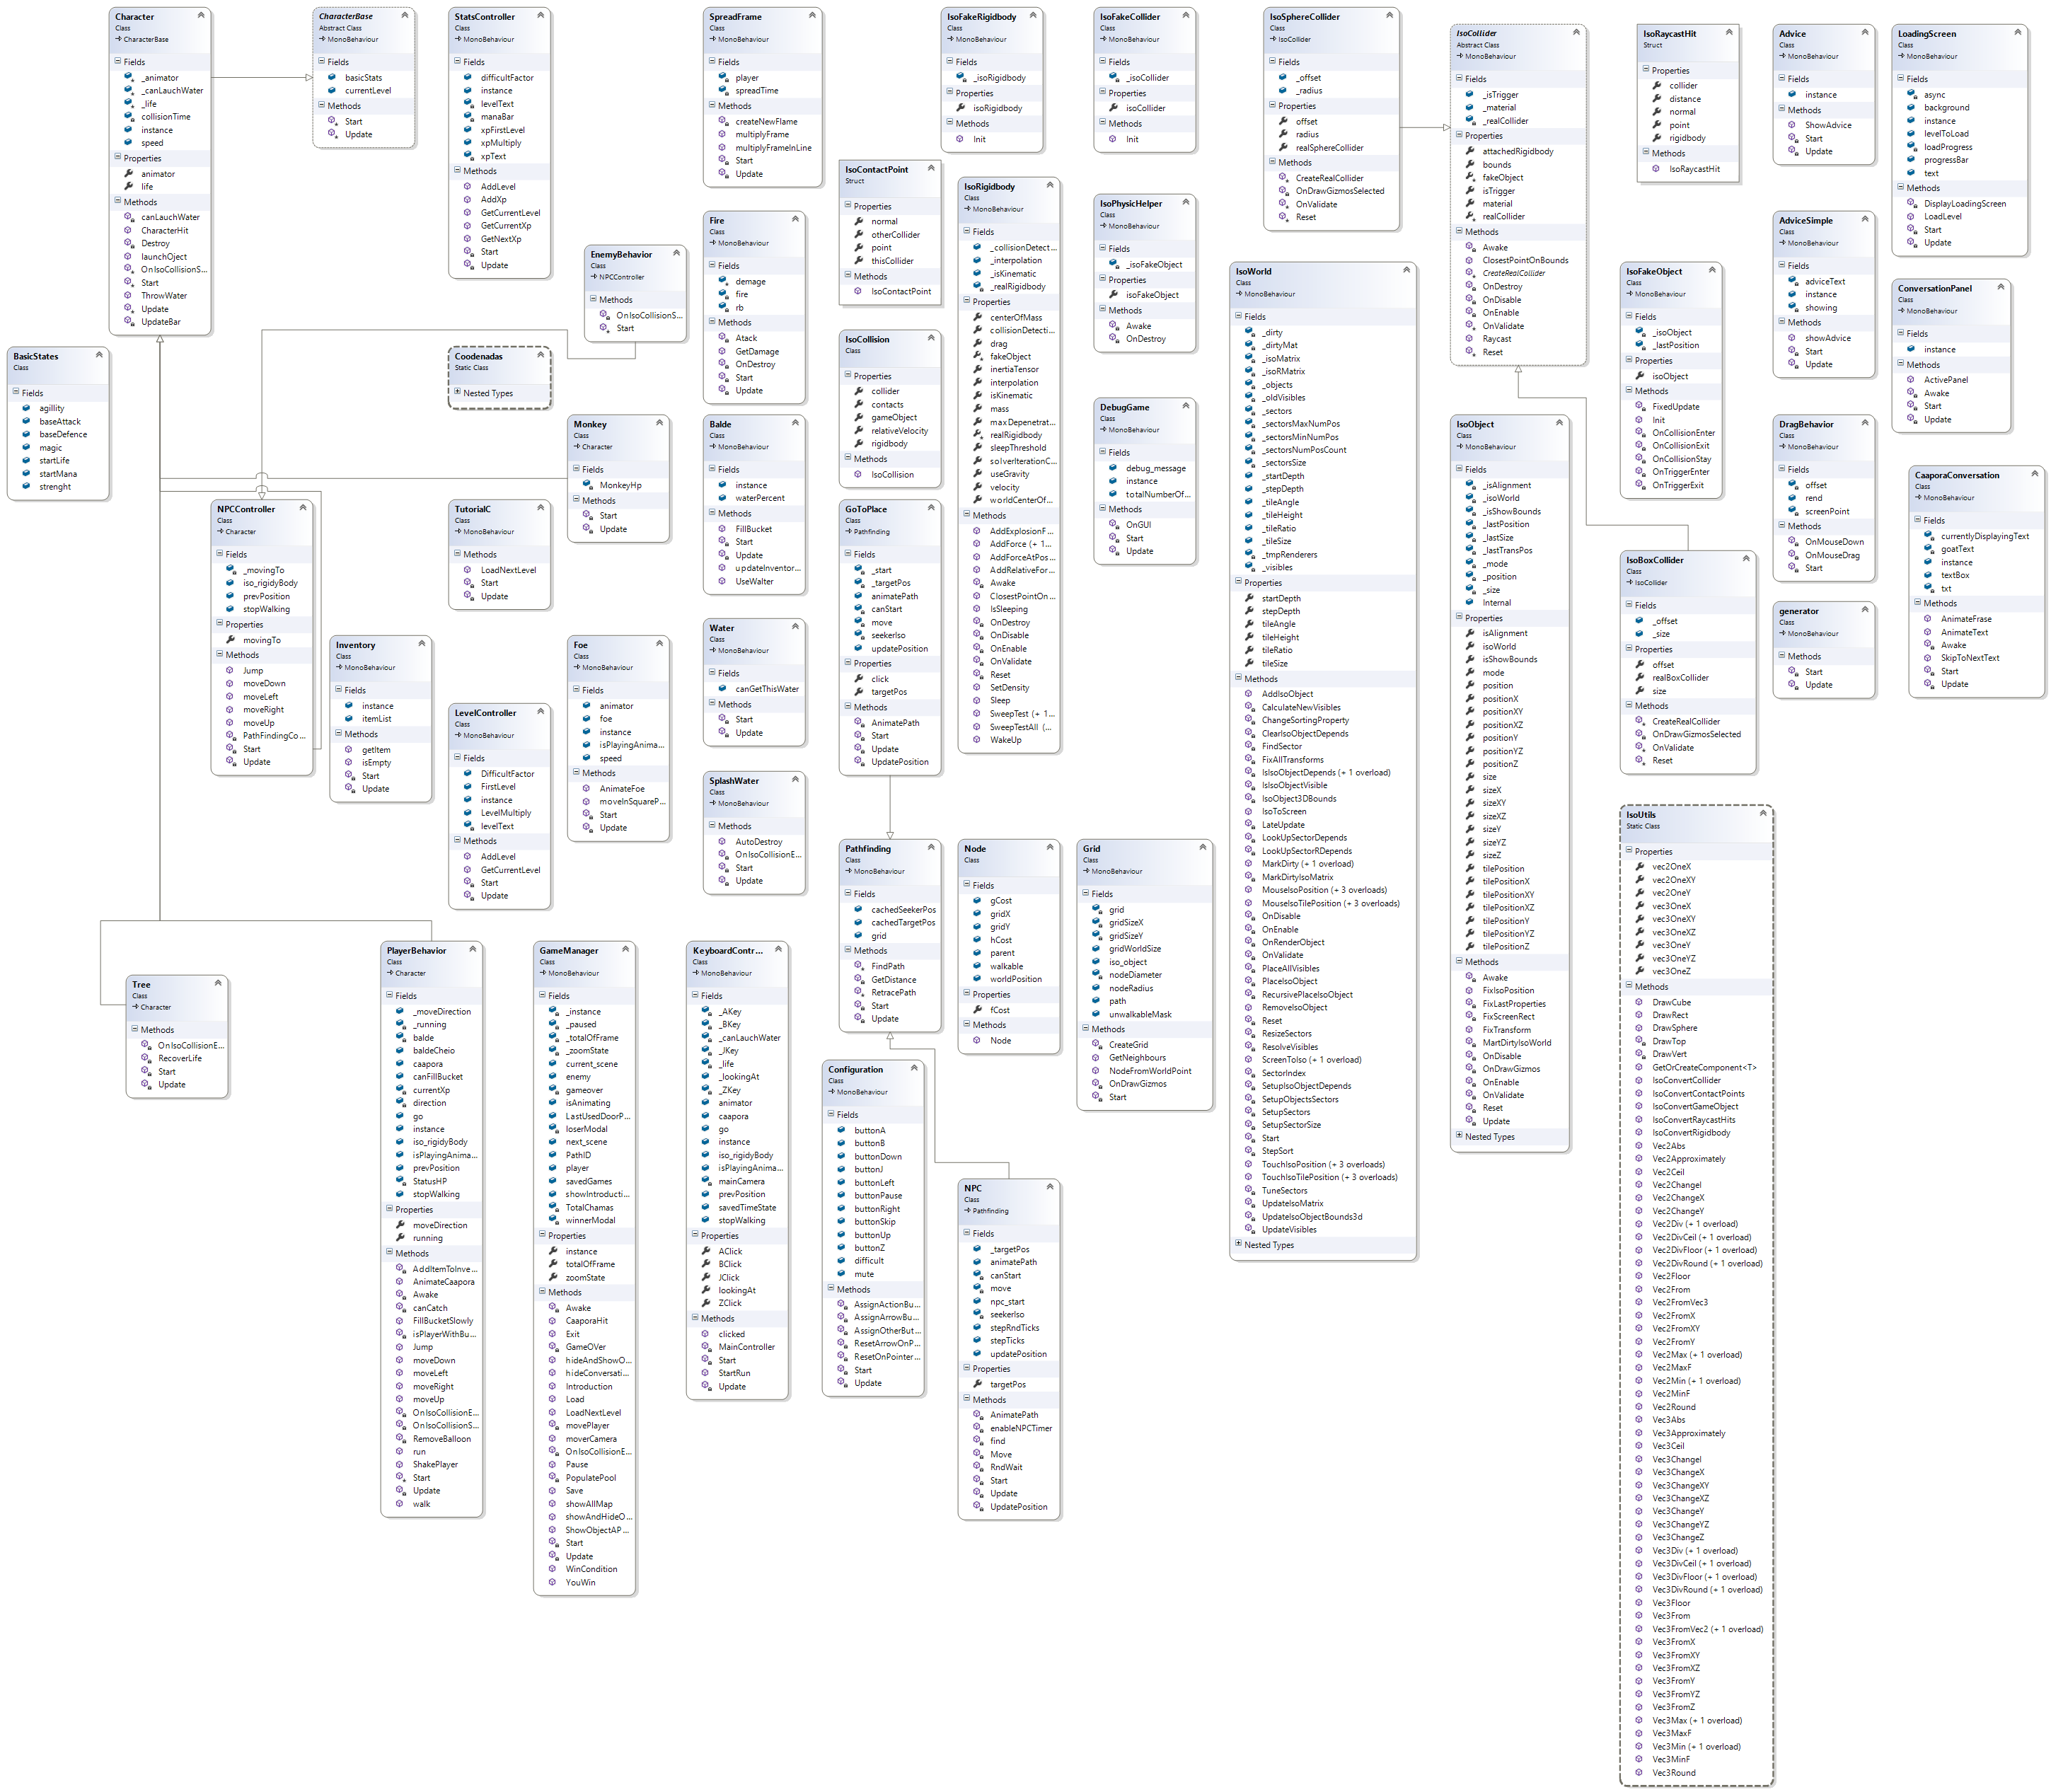 Character
Class
CharacterBase
Fields
_animator
_canLauchWater
_life
collisionTime
instance
speed
Properties
animator
life
Methods
canLauchWater
CharacterHit
Destroy
launchOject
OnIsoCollisionS...
Start
ThrowWater
Update
UpdateBar
CharacterBase
Abstract Class
MonoBehaviour
Fields
basicStats
currentLevel
Methods
Start
Update
StatsController
Class
MonoBehaviour
Fields
difficultFactor
instance
levelText
manaBar
xpFirstLevel
xpMultiply
xpText
Methods
AddLevel
AddXp
GetCurrentLevel
GetCurrentXp
GetNextXp
Start
Update
EnemyBehavior
Class
NPCController
Methods
OnIsoCollisionS...
Start
BasicStates
Class
Fields
agillity
baseAttack
baseDefence
magic
startLife
startMana
strenght
Coodenadas
Static Class
Nested Types
Monkey
Class
Character
Fields
MonkeyHp
Methods
Start
Update
NPCController
Class
Character
Fields
_movingTo
iso_rigidyBody
prevPosition
stopWalking
Properties
movingTo
Methods
Jump
moveDown
moveLeft
moveRight
moveUp
PathFindingCo...
Start
Update
TutorialC
Class
MonoBehaviour
Methods
LoadNextLevel
Start
Update
Inventory
Class
MonoBehaviour
Fields
instance
itemList
Methods
getItem
isEmpty
Start
Update
LevelController
Class
MonoBehaviour
Fields
DifficultFactor
FirstLevel
instance
LevelMultiply
levelText
Methods
AddLevel
GetCurrentLevel
Start
Update
Foe
Class
MonoBehaviour
Fields
animator
foe
instance
isPlayingAnima...
speed
Methods
AnimateFoe
moveInSquareP...
Start
Update
Tree
Class
Character
Methods
OnIsoCollisionE...
RecoverLife
Start
Update
PlayerBehavior
Class
Character
Fields
_moveDirection
_running
balde
baldeCheio
caapora
canFillBucket
currentXp
direction
go
instance
iso_rigidyBody
isPlayingAnima...
prevPosition
StatusHP
stopWalking
Properties
moveDirection
running
Methods
AddItemToInve...
AnimateCaapora
Awake
canCatch
FillBucketSlowly
isPlayerWithBu...
Jump
moveDown
moveLeft
moveRight
moveUp
OnIsoCollisionE...
OnIsoCollisionS...
RemoveBalloon
run
ShakePlayer
Start
Update
walk
GameManager
Class
MonoBehaviour
Fields
_instance
_paused
_totalOfFrame
_zoomState
current_scene
enemy
gameover
isAnimating
LastUsedDoorP...
loserModal
next_scene
PathID
player
savedGames
showIntroducti...
TotalChamas
winnerModal
Properties
instance
totalOfFrame
zoomState
Methods
Awake
CaaporaHit
Exit
GameOVer
hideAndShowO...
hideConversati...
Introduction
Load
LoadNextLevel
movePlayer
moverCamera
OnIsoCollisionE...
Pause
PopulatePool
Save
showAllMap
showAndHideO...
ShowObjectAP...
Start
Update
WinCondition
YouWin
SpreadFrame
Class
MonoBehaviour
Fields
player
spreadTime
Methods
createNewFlame
multiplyFrame
multiplyFrameInLine
Start
Update
Fire
Class
MonoBehaviour
Fields
demage
fire
rb
Methods
Atack
GetDamage
OnDestroy
Start
Update
Balde
Class
MonoBehaviour
Fields
instance
waterPercent
Methods
FillBucket
Start
Update
updateInventor...
UseWalter
Water
Class
MonoBehaviour
Fields
canGetThisWater
Methods
Start
Update
SplashWater
Class
MonoBehaviour
Methods
AutoDestroy
OnIsoCollisionE...
Start
Update
KeyboardContr...
Class
MonoBehaviour
Fields
_AKey
_BKey
_canLauchWater
_JKey
_life
_lookingAt
_ZKey
animator
caapora
go
instance
iso_rigidyBody
isPlayingAnima...
mainCamera
prevPosition
savedTimeState
stopWalking
Properties
AClick
BClick
JClick
lookingAt
ZClick
Methods
clicked
MainController
Start
StartRun
Update
IsoContactPoint
Struct
Properties
normal
otherCollider
point
thisCollider
Methods
IsoContactPoint
IsoCollision
Class
Properties
collider
contacts
gameObject
relativeVelocity
rigidbody
Methods
IsoCollision
GoToPlace
Class
Pathfinding
Fields
_start
_targetPos
animatePath
canStart
move
seekerIso
updatePosition
Properties
click
targetPos
Methods
AnimatePath
Start
Update
UpdatePosition
Pathfinding
Class
MonoBehaviour
Fields
cachedSeekerPos
cachedTargetPos
grid
Methods
FindPath
GetDistance
RetracePath
Start
Update
Configuration
Class
MonoBehaviour
Fields
buttonA
buttonB
buttonDown
buttonJ
buttonLeft
buttonPause
buttonRight
buttonSkip
buttonUp
buttonZ
difficult
mute
Methods
AssignActionBu...
AssignArrowBu...
AssignOtherBut...
ResetArrowOnP...
ResetOnPointer...
Start
Update
IsoFakeRigidbody
Class
MonoBehaviour
Fields
_isoRigidbody
Properties
isoRigidbody
Methods
Init
IsoRigidbody
Class
MonoBehaviour
Fields
_collisionDetect...
_interpolation
_isKinematic
_realRigidbody
Properties
centerOfMass
collisionDetecti...
drag
fakeObject
inertiaTensor
interpolation
isKinematic
mass
maxDepenetrat...
realRigidbody
sleepThreshold
solverIterationC...
useGravity
velocity
worldCenterOf...
Methods
AddExplosionF...
AddForce (+ 1...
AddForceAtPos...
AddRelativeFor...
Awake
ClosestPointOn...
IsSleeping
OnDestroy
OnDisable
OnEnable
OnValidate
Reset
SetDensity
Sleep
SweepTest (+ 1...
SweepTestAll (...
WakeUp
Node
Class
Fields
gCost
gridX
gridY
hCost
parent
walkable
worldPosition
Properties
fCost
Methods
Node
NPC
Class
Pathfinding
Fields
_targetPos
animatePath
canStart
move
npc_start
seekerIso
stepRndTicks
stepTicks
updatePosition
Properties
targetPos
Methods
AnimatePath
enableNPCTimer
find
Move
RndWait
Start
Update
UpdatePosition
IsoFakeCollider
Class
MonoBehaviour
Fields
_isoCollider
Properties
isoCollider
Methods
Init
IsoPhysicHelper
Class
MonoBehaviour
Fields
_isoFakeObject
Properties
isoFakeObject
Methods
Awake
OnDestroy
DebugGame
Class
MonoBehaviour
Fields
debug_message
instance
totalNumberOf...
Methods
OnGUI
Start
Update
Grid
Class
MonoBehaviour
Fields
grid
gridSizeX
gridSizeY
gridWorldSize
iso_object
nodeDiameter
nodeRadius
path
unwalkableMask
Methods
CreateGrid
GetNeighbours
NodeFromWorldPoint
OnDrawGizmos
Start
IsoSphereCollider
Class
IsoCollider
Fields
_offset
_radius
Properties
offset
radius
realSphereCollider
Methods
CreateRealCollider
OnDrawGizmosSelected
OnValidate
Reset
IsoWorld
Class
MonoBehaviour
Fields
_dirty
_dirtyMat
_isoMatrix
_isoRMatrix
_objects
_oldVisibles
_sectors
_sectorsMaxNumPos
_sectorsMinNumPos
_sectorsNumPosCount
_sectorsSize
_startDepth
_stepDepth
_tileAngle
_tileHeight
_tileRatio
_tileSize
_tmpRenderers
_visibles
Properties
startDepth
stepDepth
tileAngle
tileHeight
tileRatio
tileSize
Methods
AddIsoObject
CalculateNewVisibles
ChangeSortingProperty
ClearIsoObjectDepends
FindSector
FixAllTransforms
IsIsoObjectDepends (+ 1 overload)
IsIsoObjectVisible
IsoObject3DBounds
IsoToScreen
LateUpdate
LookUpSectorDepends
LookUpSectorRDepends
MarkDirty (+ 1 overload)
MarkDirtyIsoMatrix
MouseIsoPosition (+ 3 overloads)
MouseIsoTilePosition (+ 3 overloads)
OnDisable
OnEnable
OnRenderObject
OnValidate
PlaceAllVisibles
PlaceIsoObject
RecursivePlaceIsoObject
RemoveIsoObject
Reset
ResizeSectors
ResolveVisibles
ScreenToIso (+ 1 overload)
SectorIndex
SetupIsoObjectDepends
SetupObjectsSectors
SetupSectors
SetupSectorSize
Start
StepSort
TouchIsoPosition (+ 3 overloads)
TouchIsoTilePosition (+ 3 overloads)
TuneSectors
UpdateIsoMatrix
UpdateIsoObjectBounds3d
UpdateVisibles
Nested Types
IsoCollider
Abstract Class
MonoBehaviour
Fields
_isTrigger
_material
_realCollider
Properties
attachedRigidbody
bounds
fakeObject
isTrigger
material
realCollider
Methods
Awake
ClosestPointOnBounds
CreateRealCollider
OnDestroy
OnDisable
OnEnable
OnValidate
Raycast
Reset
IsoObject
Class
MonoBehaviour
Fields
_isAlignment
_isoWorld
_isShowBounds
_lastPosition
_lastSize
_lastTransPos
_mode
_position
_size
Internal
Properties
isAlignment
isoWorld
isShowBounds
mode
position
positionX
positionXY
positionXZ
positionY
positionYZ
positionZ
size
sizeX
sizeXY
sizeXZ
sizeY
sizeYZ
sizeZ
tilePosition
tilePositionX
tilePositionXY
tilePositionXZ
tilePositionY
tilePositionYZ
tilePositionZ
Methods
Awake
FixIsoPosition
FixLastProperties
FixScreenRect
FixTransform
MartDirtyIsoWorld
OnDisable
OnDrawGizmos
OnEnable
OnValidate
Reset
Update
Nested Types
IsoRaycastHit
Struct
Properties
collider
distance
normal
point
rigidbody
Methods
IsoRaycastHit
IsoFakeObject
Class
MonoBehaviour
Fields
_isoObject
_lastPosition
Properties
isoObject
Methods
FixedUpdate
Init
OnCollisionEnter
OnCollisionExit
OnCollisionStay
OnTriggerEnter
OnTriggerExit
IsoBoxCollider
Class
IsoCollider
Fields
_offset
_size
Properties
offset
realBoxCollider
size
Methods
CreateRealCollider
OnDrawGizmosSelected
OnValidate
Reset
IsoUtils
Static Class
Properties
vec2OneX
vec2OneXY
vec2OneY
vec3OneX
vec3OneXY
vec3OneXZ
vec3OneY
vec3OneYZ
vec3OneZ
Methods
DrawCube
DrawRect
DrawSphere
DrawTop
DrawVert
GetOrCreateComponent<T>
IsoConvertCollider
IsoConvertContactPoints
IsoConvertGameObject
IsoConvertRaycastHits
IsoConvertRigidbody
Vec2Abs
Vec2Approximately
Vec2Ceil
Vec2ChangeI
Vec2ChangeX
Vec2ChangeY
Vec2Div (+ 1 overload)
Vec2DivCeil (+ 1 overload)
Vec2DivFloor (+ 1 overload)
Vec2DivRound (+ 1 overload)
Vec2Floor
Vec2From
Vec2FromVec3
Vec2FromX
Vec2FromXY
Vec2FromY
Vec2Max (+ 1 overload)
Vec2MaxF
Vec2Min (+ 1 overload)
Vec2MinF
Vec2Round
Vec3Abs
Vec3Approximately
Vec3Ceil
Vec3ChangeI
Vec3ChangeX
Vec3ChangeXY
Vec3ChangeXZ
Vec3ChangeY
Vec3ChangeYZ
Vec3ChangeZ
Vec3Div (+ 1 overload)
Vec3DivCeil (+ 1 overload)
Vec3DivFloor (+ 1 overload)
Vec3DivRound (+ 1 overload)
Vec3Floor
Vec3From
Vec3FromVec2 (+ 1 overload)
Vec3FromX
Vec3FromXY
Vec3FromXZ
Vec3FromY
Vec3FromYZ
Vec3FromZ
Vec3Max (+ 1 overload)
Vec3MaxF
Vec3Min (+ 1 overload)
Vec3MinF
Vec3Round
Advice
Class
MonoBehaviour
Fields
instance
Methods
ShowAdvice
Start
Update
AdviceSimple
Class
MonoBehaviour
Fields
adviceText
instance
showing
Methods
showAdvice
Start
Update
DragBehavior
Class
MonoBehaviour
Fields
offset
rend
screenPoint
Methods
OnMouseDown
OnMouseDrag
Start
generator
Class
MonoBehaviour
Methods
Start
Update
LoadingScreen
Class
MonoBehaviour
Fields
async
background
instance
levelToLoad
loadProgress
progressBar
text
Methods
DisplayLoadingScreen
LoadLevel
Start
Update
ConversationPanel
Class
MonoBehaviour
Fields
instance
Methods
ActivePanel
Awake
Start
Update
CaaporaConversation
Class
MonoBehaviour
Fields
currentlyDisplayingText
goatText
instance
textBox
txt
Methods
AnimateFrase
AnimateText
Awake
SkipToNextText
Start
Update